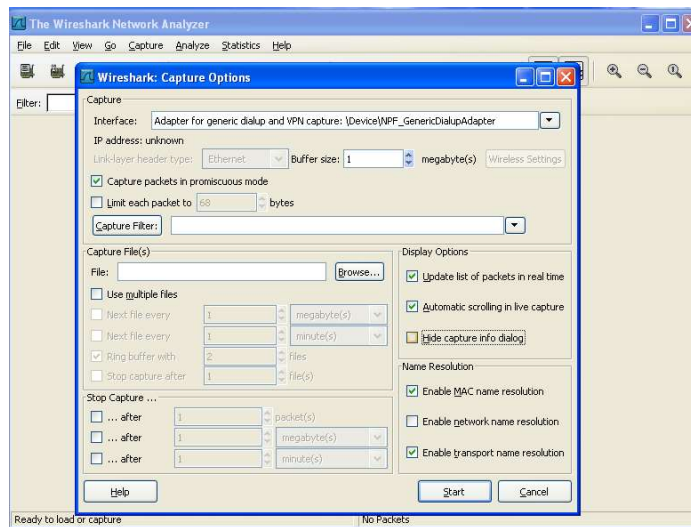 The Wireshark Network Analyzer
File Edit View Go Capture Analyze Statistics Help
Filter:
Wireshark: Capture Options
Capture
Interface: Adapter for generic dialup and VPN capture: \Device\NPF_GenericDialupAdapter
IP address: unknown
Link-layer header type: Ethernet Buffer size: 1 megabyte(s) Wireless Settings
Capture packets in promiscuous mode
Limit each packet to 68 bytes
Capture Filter:
Capture File(s)
File: Browse...
Use multiple files
Next file every 1 megabyte(s)
Next file every 1 minute(s)
Ring buffer with 2 files
Stop capture after 1 file(s)
Stop Capture ...
... after 1 packet(s)
... after 1 megabyte(s)
... after 1 minute(s)
Display Options
Update list of packets in real time
Automatic scrolling in live capture
Hide capture info dialog
Name Resolution
Enable MAC name resolution
Enable network name resolution
Enable transport name resolution
Help Start Cancel
Ready to load or capture No Packets